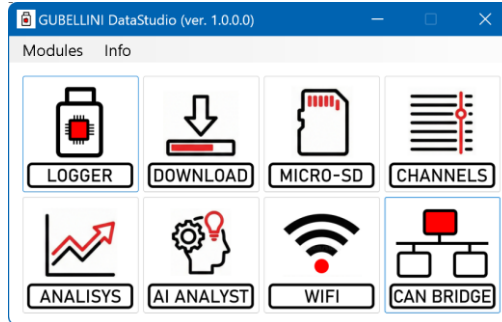 GUBELLINI DataStudio (ver. 1.0.0.0)
Modules Info
LOGGER DOWNLOAD MICRO-SD CHANNELS
ANALISYS AI ANALYST WIFI CAN BRIDGE